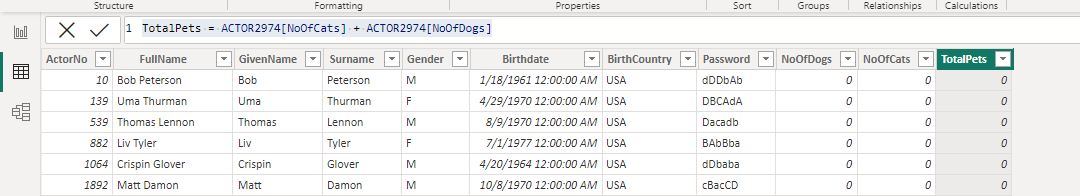 Structure Formatting Properties Sort Groups Relationships Calculations
1 TotalPets = ACTOR2974[NoOfCats] + ACTOR2974[NoOfDogs]
ActorNo FullName GivenName Surname Gender Birthdate BirthCountry Password NoOfDogs NoOfCats TotalPets
10 Bob Peterson Bob Peterson M 1/18/1961 12:00:00 AM USA dDDbAb 0 0 0
139 Uma Thurman Uma Thurman F 4/29/1970 12:00:00 AM USA DBCAdA 0 0 0
539 Thomas Lennon Thomas Lennon M 8/9/1970 12:00:00 AM USA Dacadb 0 0 0
882 Liv Tyler Liv Tyler F 7/1/1977 12:00:00 AM USA BAbBba 0 0 0
1064 Crispin Glover Crispin Glover M 4/20/1964 12:00:00 AM USA dDbaba 0 0 0
1892 Matt Damon Matt Damon M 10/8/1970 12:00:00 AM USA cBacCD 0 0 0